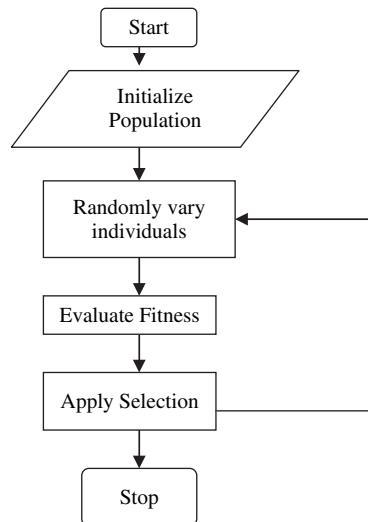 Start
Initialize
Population
Randomly vary
individuals
Evaluate Fitness
Apply Selection
Stop